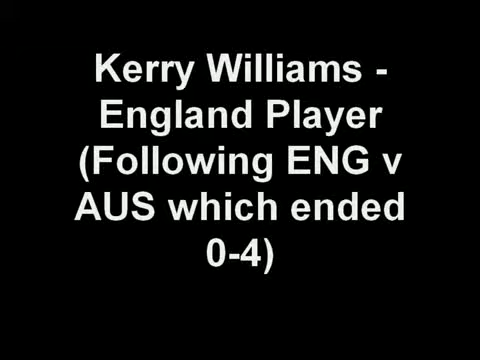 Kerry Williams -
England Player
(Following ENG v
AUS which ended
0-4)